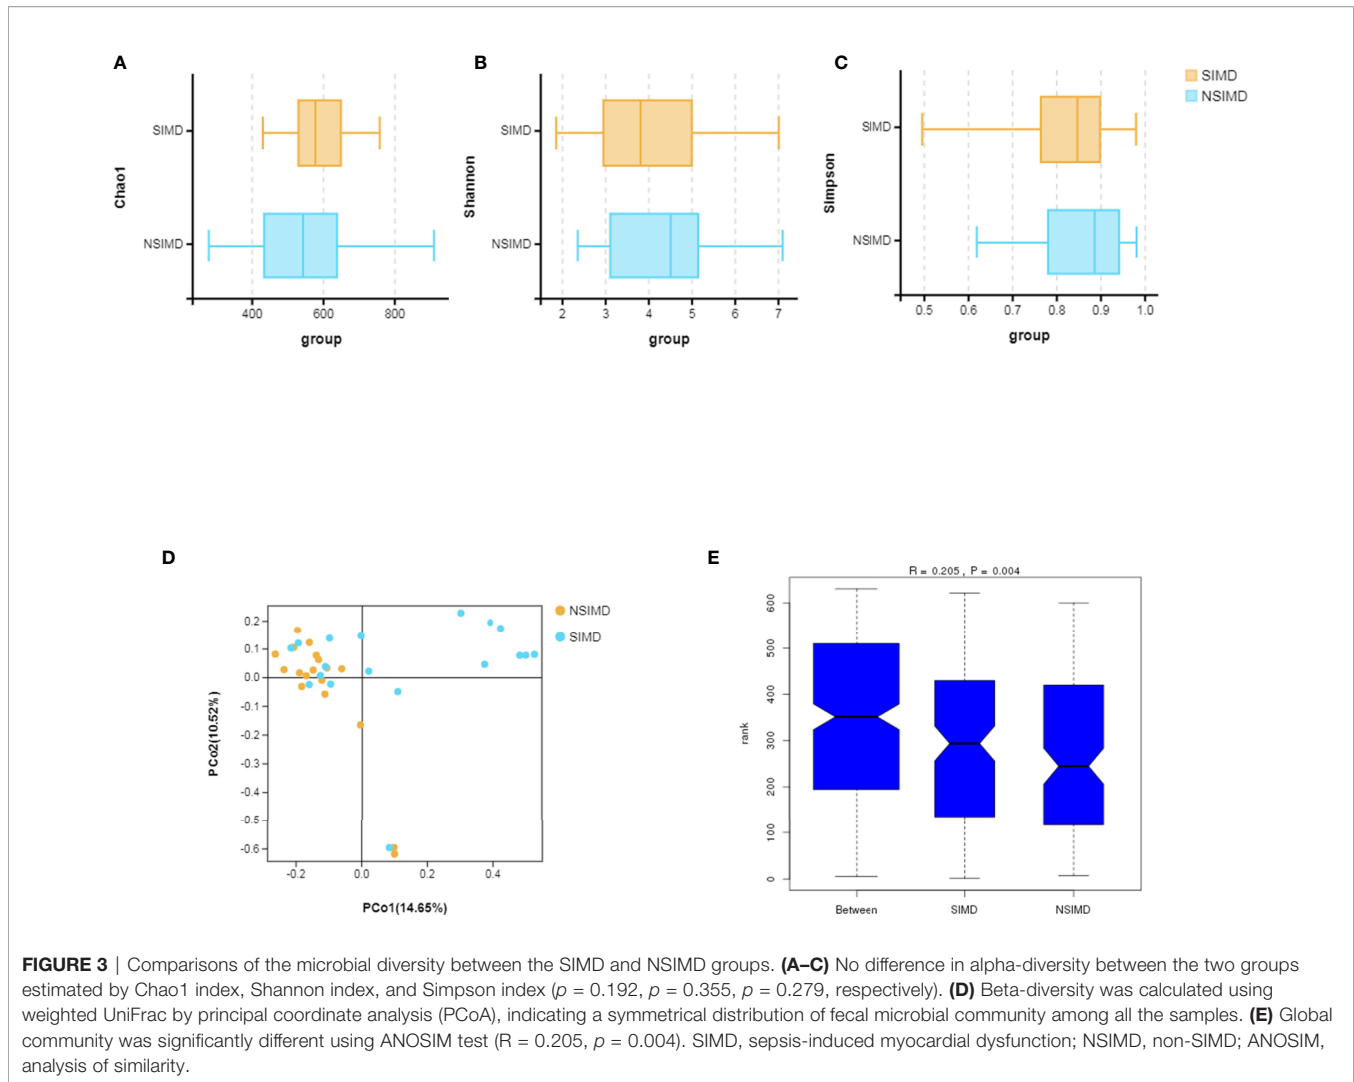 A
SIMD
NSIMD
Chao1
400 600 800
group
B
SIMD
NSIMD
Shannon
2 3 4 5 6 7
group
C
SIMD
NSIMD
Simpson
0.5 0.6 0.7 0.8 0.9 1.0
group
SIMD
NSIMD
D
0.2
0.1
0.0
-0.1
-0.2
-0.3
-0.4
-0.5
-0.6
PCo2(10.52%)
-0.2 0.0 0.2 0.4
PCo1(14.65%)
NSIMD
SIMD
E
R = 0.205 , P = 0.004
600
500
400
300
200
100
0
rank
Between SIMD NSIMD
FIGURE 3 | Comparisons of the microbial diversity between the SIMD and NSIMD groups. (A–C) No difference in alpha-diversity between the two groups
estimated by Chao1 index, Shannon index, and Simpson index (p = 0.192, p = 0.355, p = 0.279, respectively). (D) Beta-diversity was calculated using
weighted UniFrac by principal coordinate analysis (PCoA), indicating a symmetrical distribution of fecal microbial community among all the samples. (E) Global
community was significantly different using ANOSIM test (R = 0.205, p = 0.004). SIMD, sepsis-induced myocardial dysfunction; NSIMD, non-SIMD; ANOSIM,
analysis of similarity.